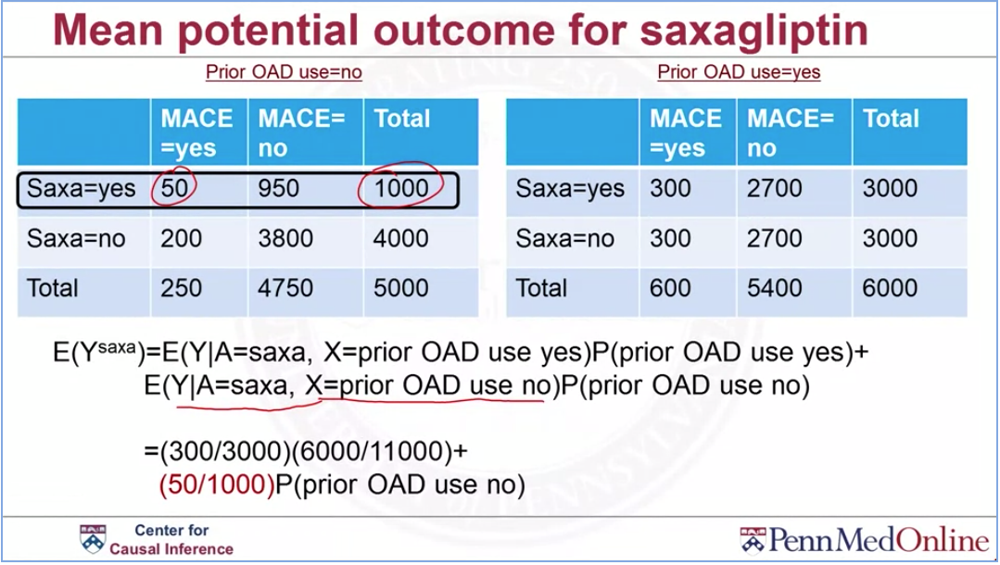 Mean potential outcome for saxagliptin
Prior OAD use=no
MACE =yes MACE= no Total
Saxa=yes 50 950 1000
Saxa=no 200 3800 4000
Total 250 4750 5000
Prior OAD use=yes
MACE =yes MACE= no Total
Saxa=yes 300 2700 3000
Saxa=no 300 2700 3000
Total 600 5400 6000
E(Y^saxa)=E(Y|A=saxa, X=prior OAD use yes)P(prior OAD use yes)+
E(Y|A=saxa, X=prior OAD use no)P(prior OAD use no)
=(300/3000)(6000/11000)+
(50/1000)P(prior OAD use no)
Center for
Causal Inference
PennMedOnline